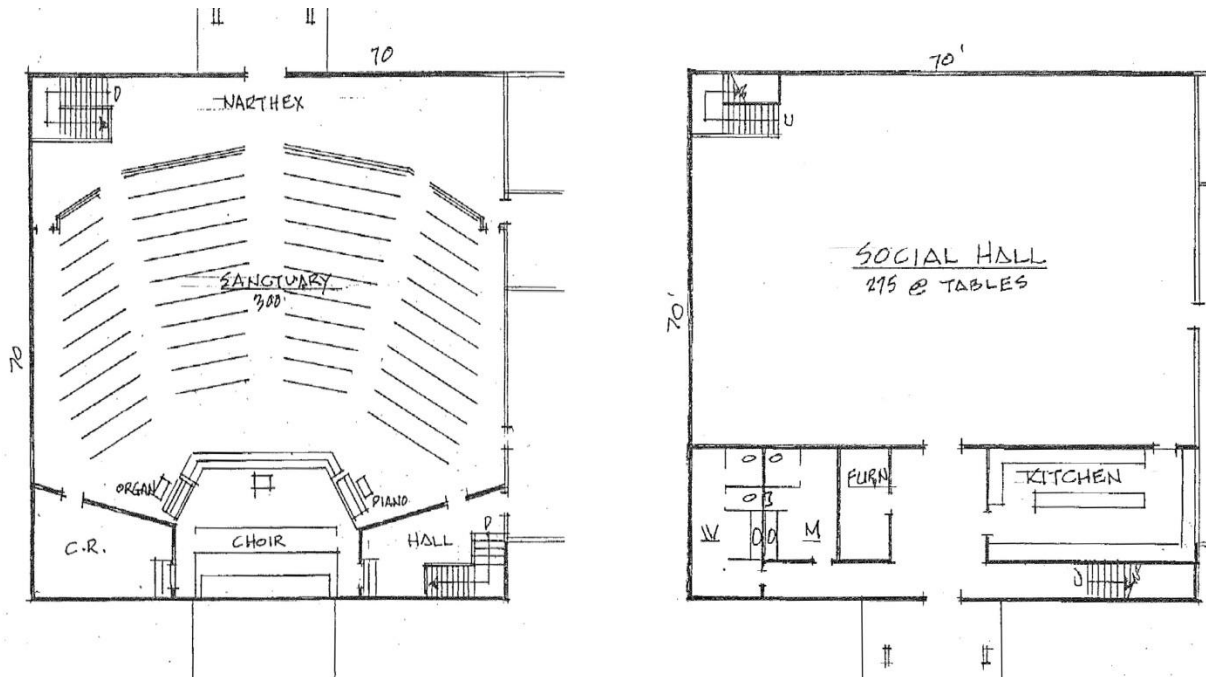 70
D
NARTHEX
SANCTUARY
300
70
ORGAN
PIANO
C.R.
CHOIR
HALL
D
70'
U
SOCIAL HALL
275 @ TABLES
70'
FURN
KITCHEN
W
M
U